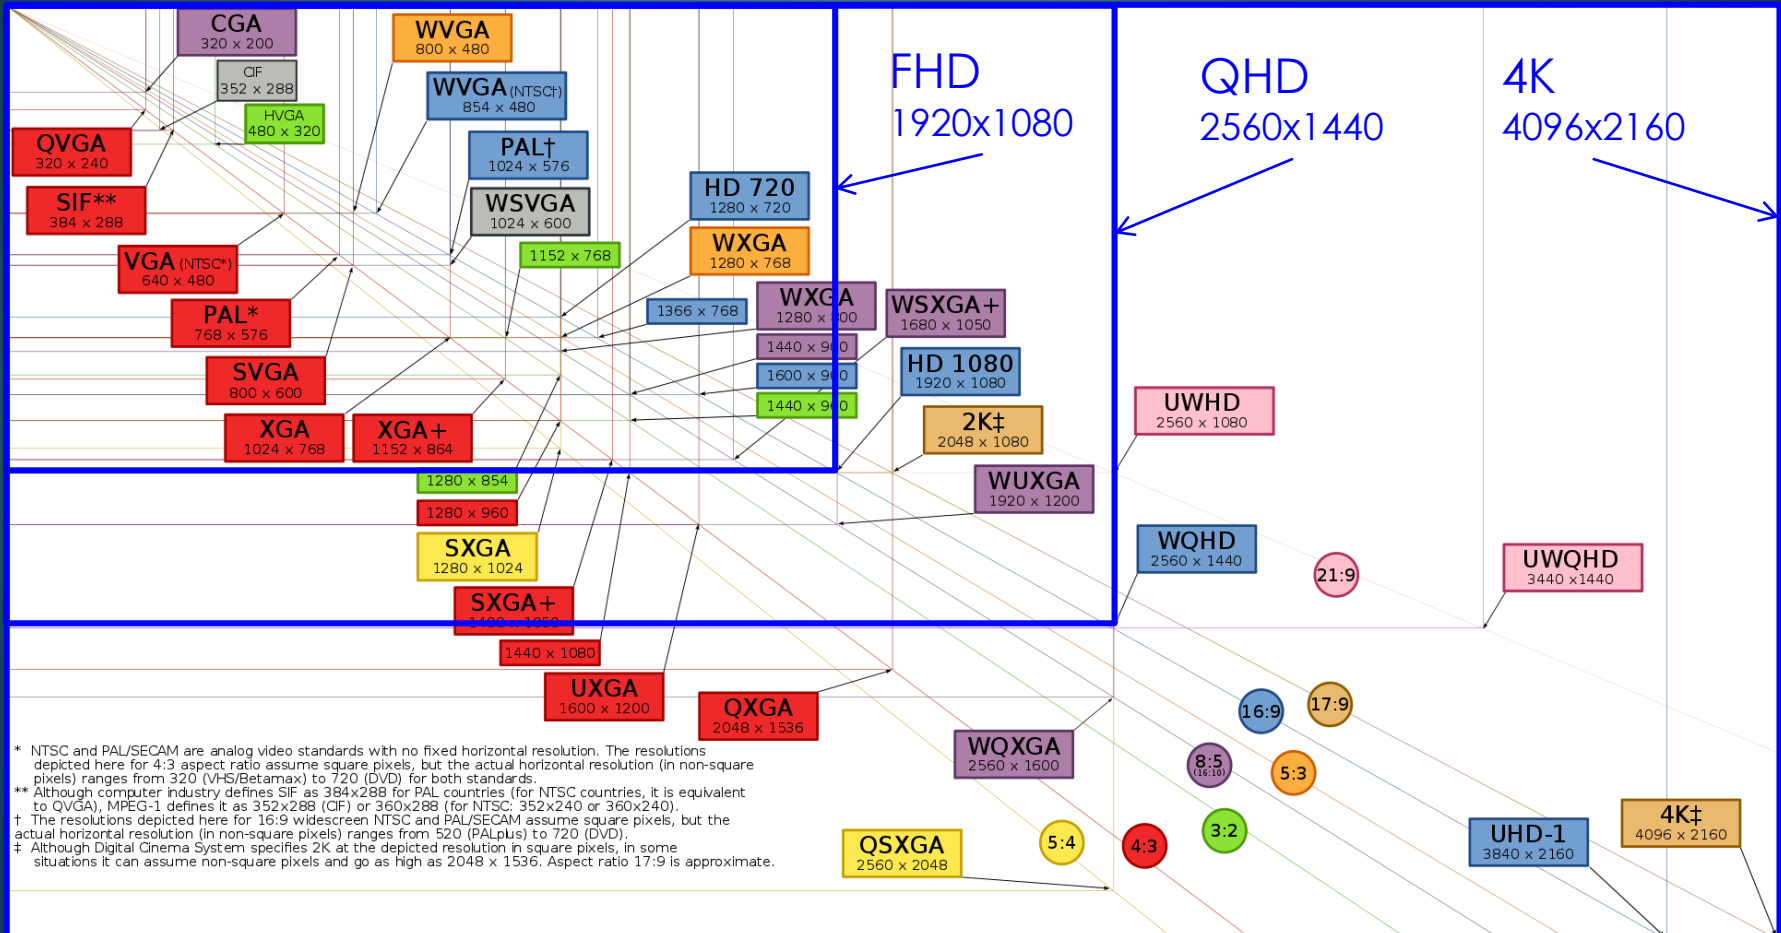 CGA
320 x 200
CIF
352 x 288
HVGA
480 x 320
QVGA
320 x 240
SIF**
384 x 288
VGA (NTSC*)
640 x 480
PAL*
768 x 576
SVGA
800 x 600
XGA
1024 x 768
XGA+
1152 x 864
WVGA
800 x 480
WVGA (NTSC†)
854 x 480
PAL†
1024 x 576
WSVGA
1024 x 600
1152 x 768
HD 720
1280 x 720
WXGA
1280 x 768
1366 x 768
WXGA
1280 x 800
1440 x 900
1600 x 900
1440 x 960
FHD
1920x1080
QHD
2560x1440
4K
4096x2160
WSXGA+
1680 x 1050
HD 1080
1920 x 1080
2K‡
2048 x 1080
WUXGA
1920 x 1200
UWHD
2560 x 1080
WQHD
2560 x 1440
21:9
UWQHD
3440 x1440
1280 x 854
1280 x 960
SXGA
1280 x 1024
SXGA+
1400 x 1050
1440 x 1080
UXGA
1600 x 1200
QXGA
2048 x 1536
WQXGA
2560 x 1600
16:9
17:9
8:5
(16:10)
5:3
3:2
4:3
5:4
QSXGA
2560 x 2048
UHD-1
3840 x 2160
4K‡
4096 x 2160
* NTSC and PAL/SECAM are analog video standards with no fixed horizontal resolution. The resolutions
depicted here for 4:3 aspect ratio assume square pixels, but the actual horizontal resolution (in non-square
pixels) ranges from 320 (VHS/Betamax) to 720 (DVD) for both standards.
** Although computer industry defines SIF as 384x288 for PAL countries (for NTSC countries, it is equivalent
to QVGA), MPEG-1 defines it as 352x288 (CIF) or 360x288 (for NTSC: 352x240 or 360x240).
† The resolutions depicted here for 16:9 widescreen NTSC and PAL/SECAM assume square pixels, but the
actual horizontal resolution (in non-square pixels) ranges from 520 (PALplus) to 720 (DVD).
‡ Although Digital Cinema System specifies 2K at the depicted resolution in square pixels, in some
situations it can assume non-square pixels and go as high as 2048 x 1536. Aspect ratio 17:9 is approximate.